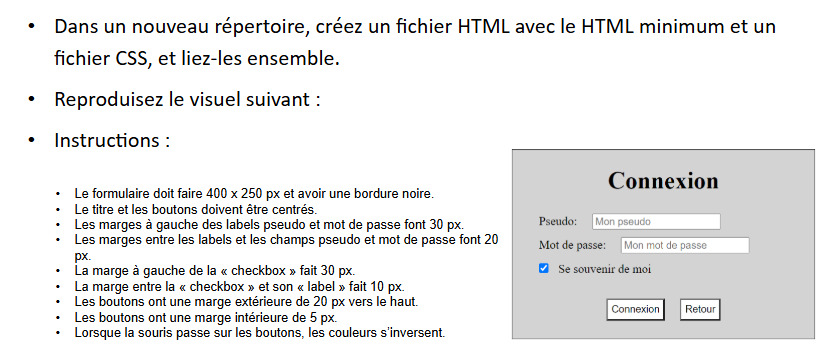 • Dans un nouveau répertoire, créez un fichier HTML avec le HTML minimum et un
fichier CSS, et liez-les ensemble.
• Reproduisez le visuel suivant :
• Instructions :
• Le formulaire doit faire 400 x 250 px et avoir une bordure noire.
• Le titre et les boutons doivent être centrés.
• Les marges à gauche des labels pseudo et mot de passe font 30 px.
• Les marges entre les labels et les champs pseudo et mot de passe font 20
px.
• La marge à gauche de la « checkbox » fait 30 px.
• La marge entre la « checkbox » et son « label » fait 10 px.
• Les boutons ont une marge extérieure de 20 px vers le haut.
• Les boutons ont une marge intérieure de 5 px.
• Lorsque la souris passe sur les boutons, les couleurs s’inversent.
Connexion
Pseudo: Mon pseudo
Mot de passe: Mon mot de passe
Se souvenir de moi
Connexion Retour